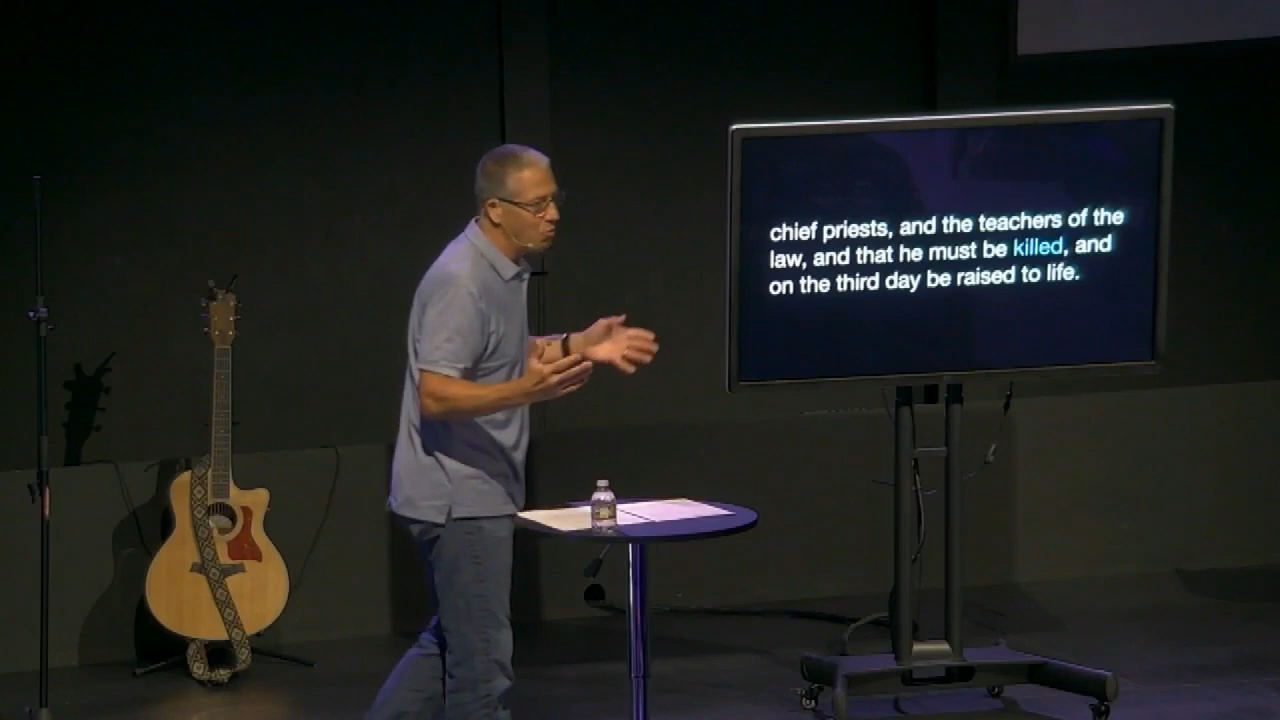 chief priests, and the teachers of the
law, and that he must be killed, and
on the third day be raised to life.